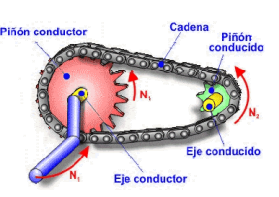 Cadena
Piñón conductor
Piñón
conducido
N₁
N₂
Eje conducido
Eje conductor
N₁